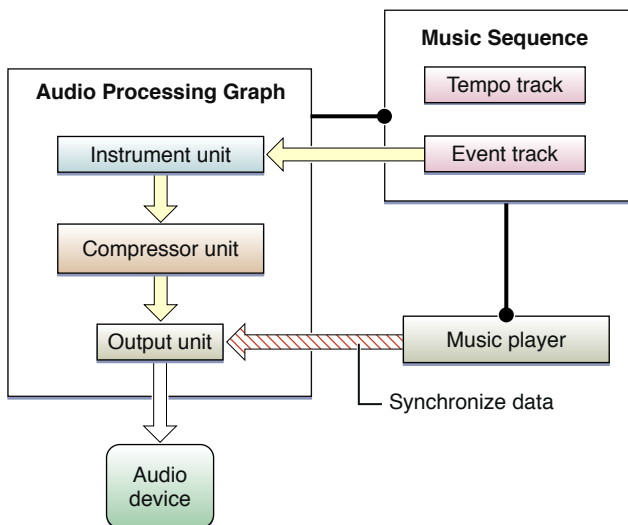 Music Sequence
Tempo track
Event track
Audio Processing Graph
Instrument unit
Compressor unit
Output unit
Music player
Synchronize data
Audio
device